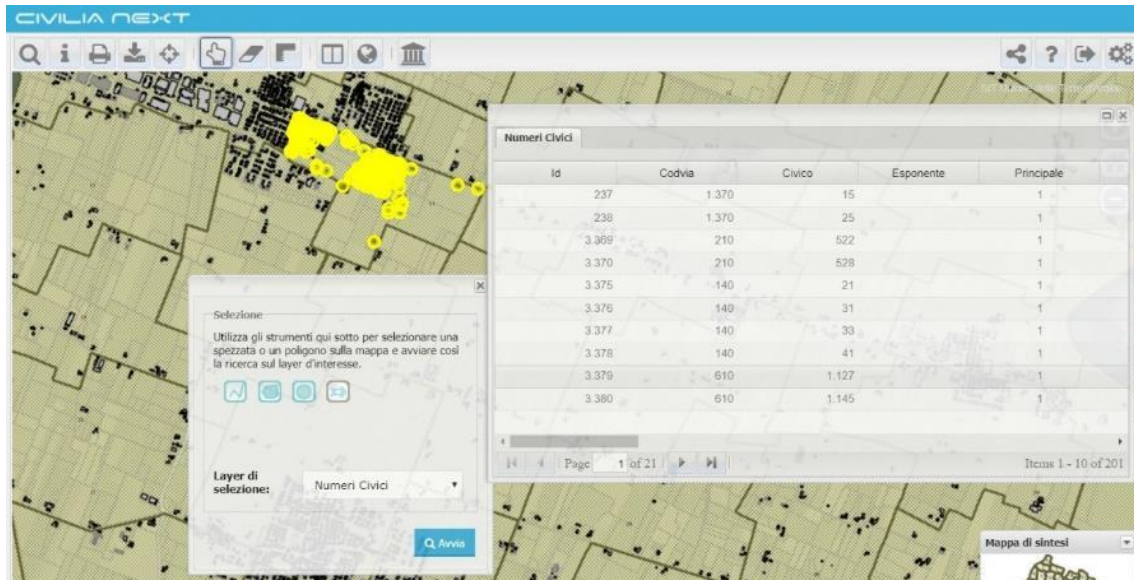 CIVILIA NEXT
Numeri Civici
Id Codvia Civico Esponente Principale
237 1.370 15 1
238 1.370 25 1
3.369 210 522 1
3.370 210 528 1
3.375 140 21 1
3.376 140 31 1
3.377 140 33 1
3.378 140 41 1
3.379 610 1.127 1
3.380 610 1.145 1
Page 1 of 21
Items 1 - 10 of 201
Selezione
Utilizza gli strumenti qui sotto per selezionare una
spezzata o un poligono sulla mappa e avviare così
la ricerca sul layer d'interesse.
Layer di
selezione:
Numeri Civici
Avvia
Mappa di sintesi